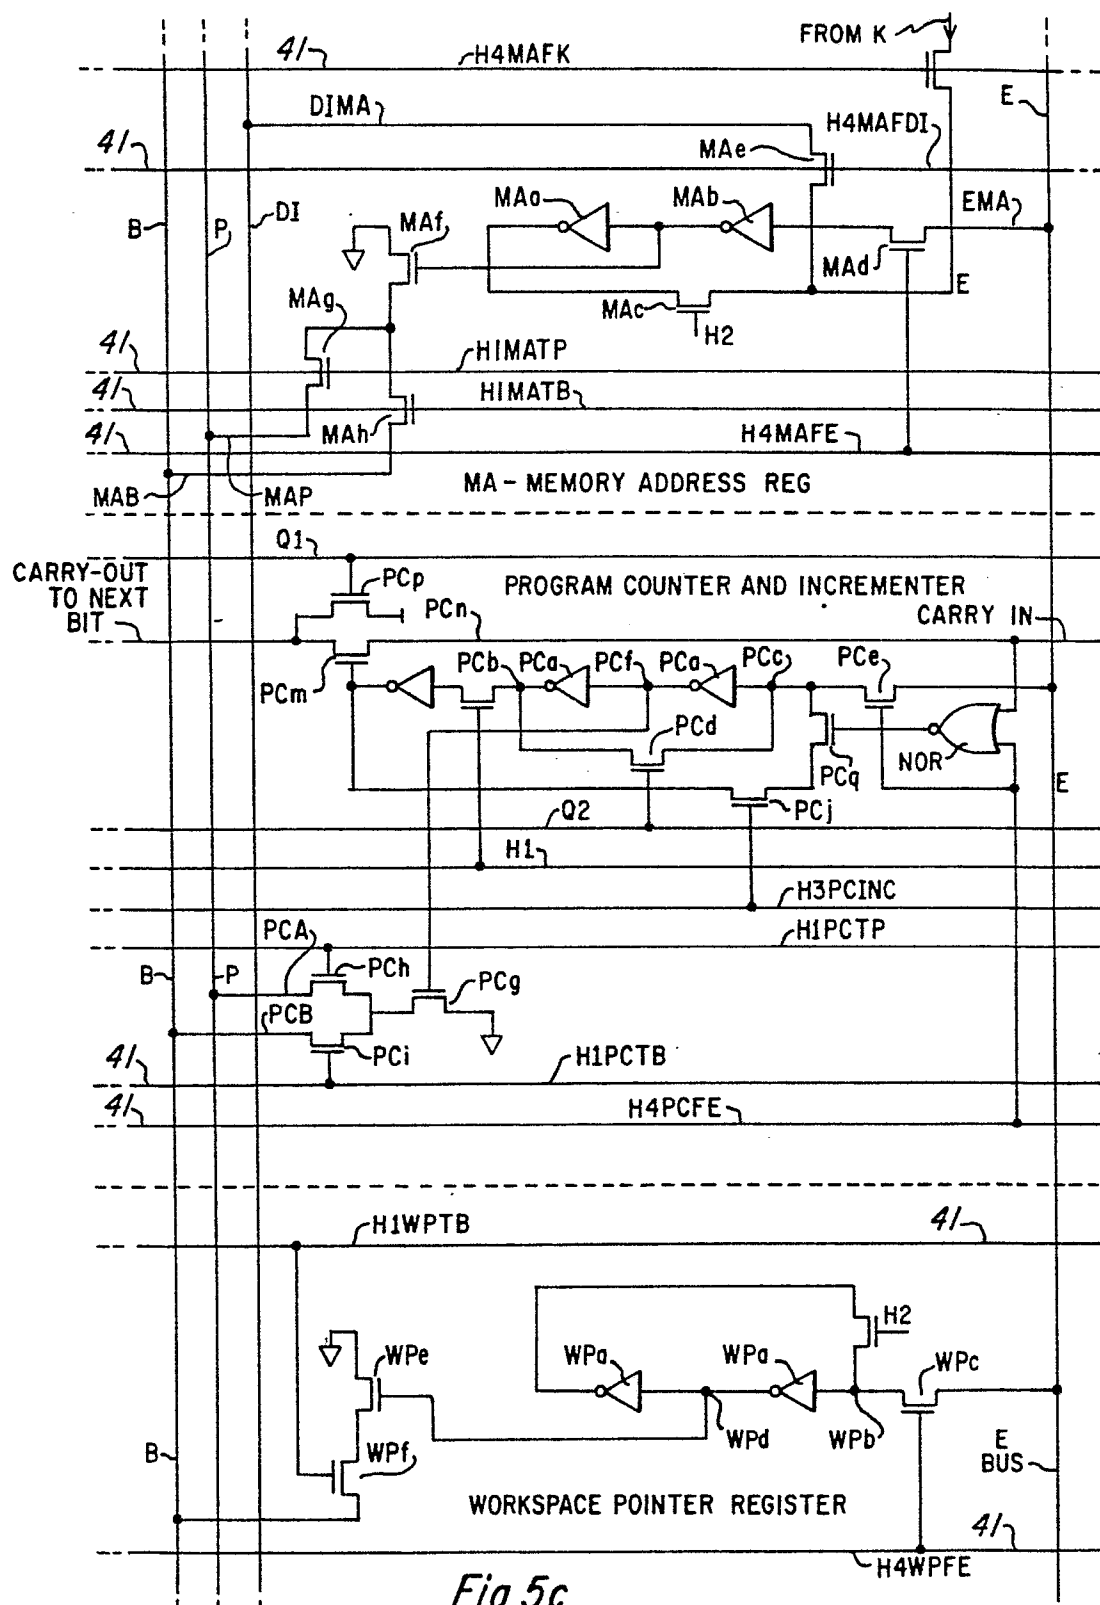 FROM K
41
H4MAFK
E
DIMA
H4MAFDI
41
MAe
MAa
MAb
EMA
B
P
DI
MAf
MAd
E
MAg
MAc
H2
41
H1MATP
41
H1MATB
41
MAh
H4MAFE
MAB
MAP
MA - MEMORY ADDRESS REG
Q1
CARRY-OUT
TO NEXT
BIT
PCp
PROGRAM COUNTER AND INCREMENTER
PCn
CARRY IN
PCm
PCb
PCa
PCf
PCa
PCc
PCe
PCd
NOR
PCq
E
PCj
Q2
H1
H3PCINC
PCA
H1PCTP
B
P
PCh
PCg
PCB
41
PCi
H1PCTB
41
H4PCFE
H1WPTB
41
H2
WPe
WPa
WPa
WPc
WPd
WPb
E
BUS
B
WPf
WORKSPACE POINTER REGISTER
41
H4WPFE
Fig. 5c